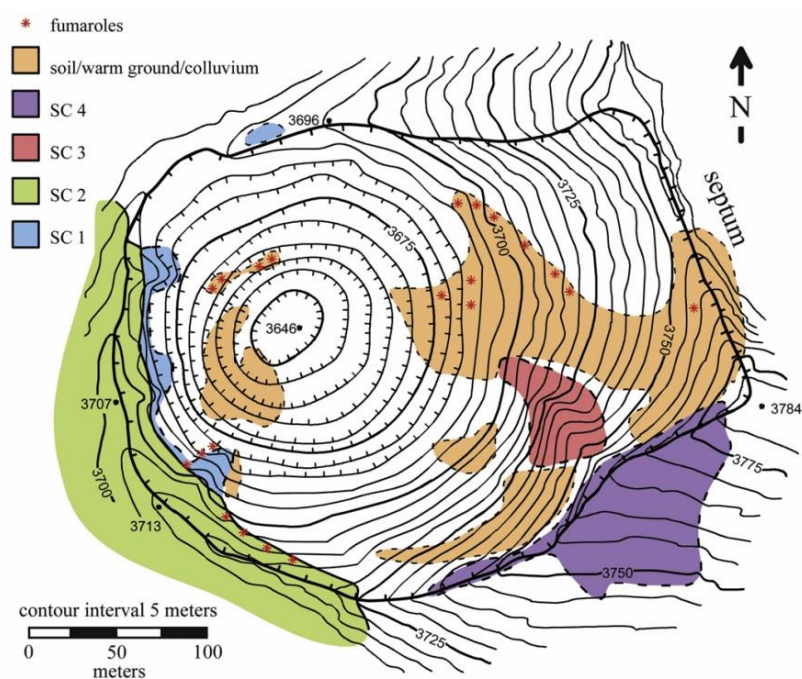 fumaroles
soil/warm ground/colluvium
SC 4
SC 3
SC 2
SC 1
N
septum
3696
3725
3675
3700
3646
3750
3707
3784
3700
3775
3713
3750
3725
contour interval 5 meters
0 50 100
meters